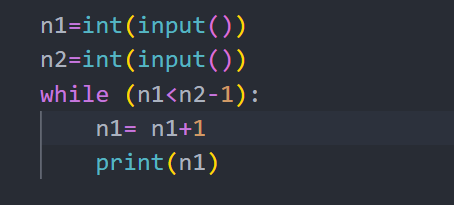 n1=int(input())
n2=int(input())
while (n1<n2-1):
    n1= n1+1
    print(n1)